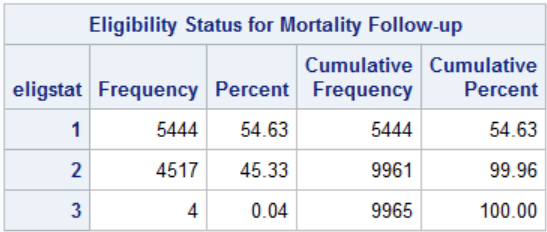 Eligibility Status for Mortality Follow-up
eligstat Frequency Percent Cumulative Frequency Cumulative Percent
1 5444 54.63 5444 54.63
2 4517 45.33 9961 99.96
3 4 0.04 9965 100.00